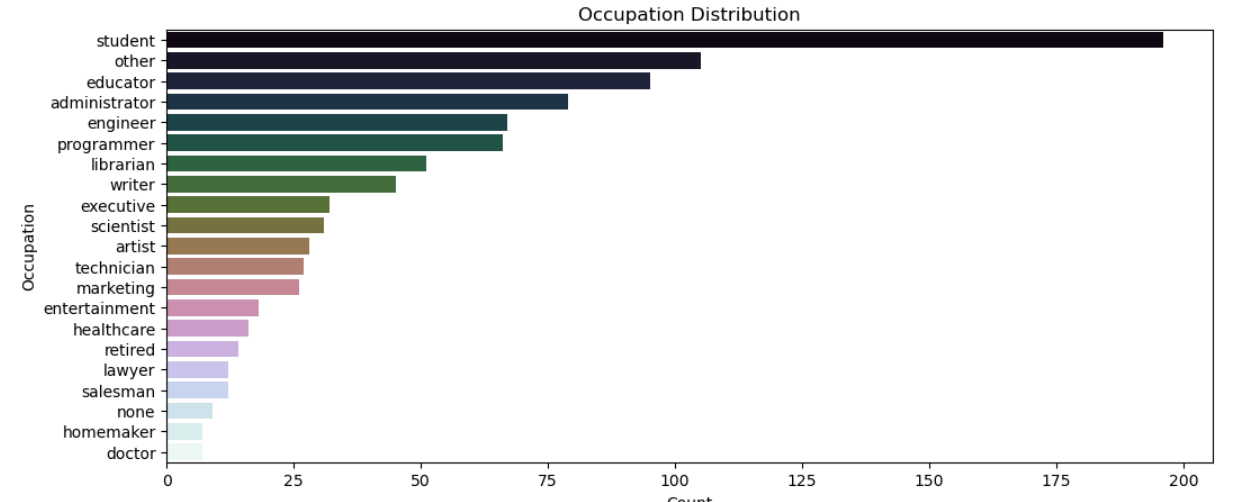 Occupation Distribution
student
other
educator
administrator
engineer
programmer
librarian
writer
executive
scientist
artist
technician
marketing
entertainment
healthcare
retired
lawyer
salesman
none
homemaker
doctor
Occupation
0 25 50 75 100 125 150 175 200
Count